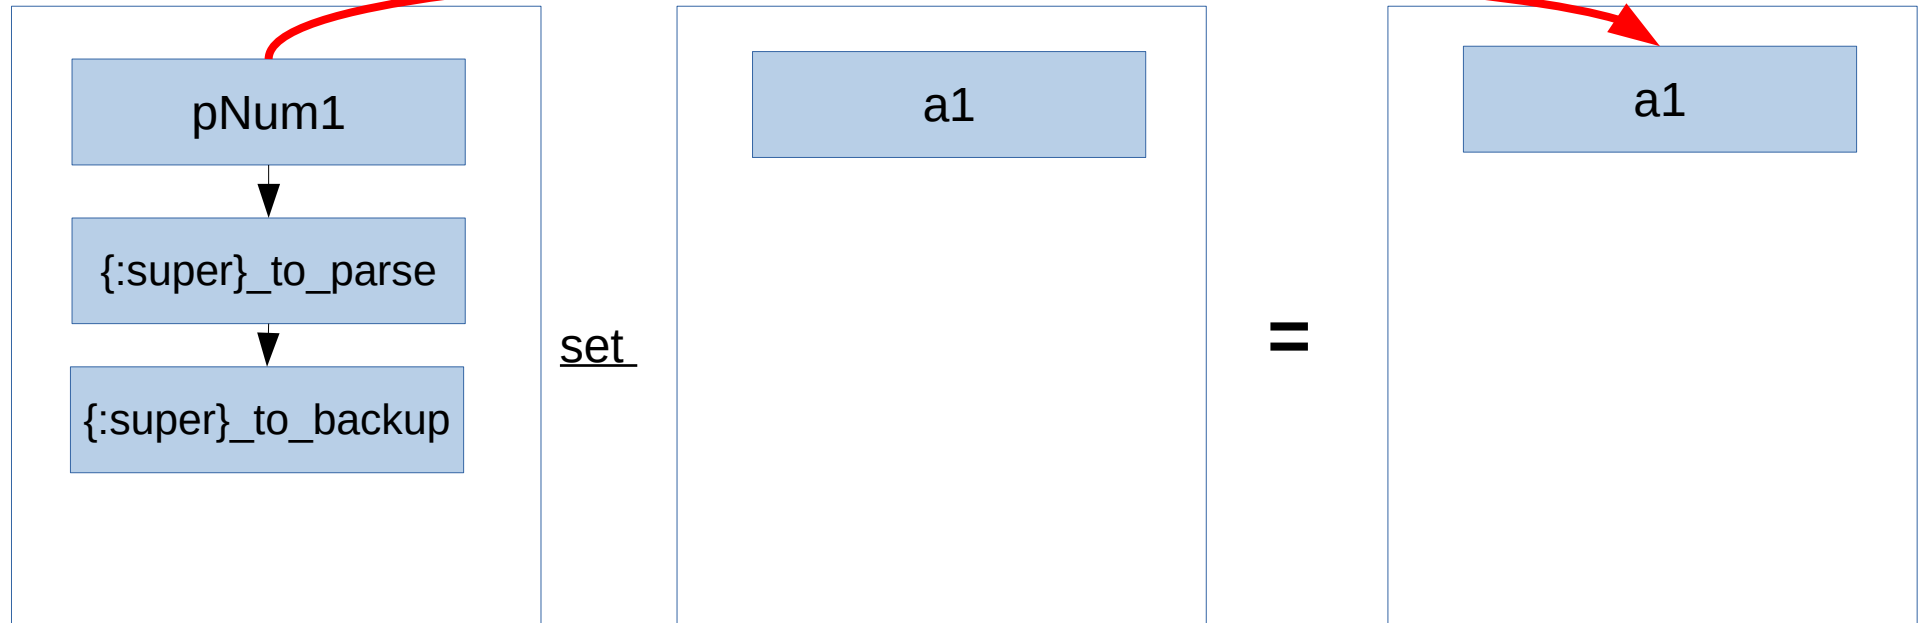 pNum1
{:super}_to_parse
{:super}_to_backup
set
a1
=
a1